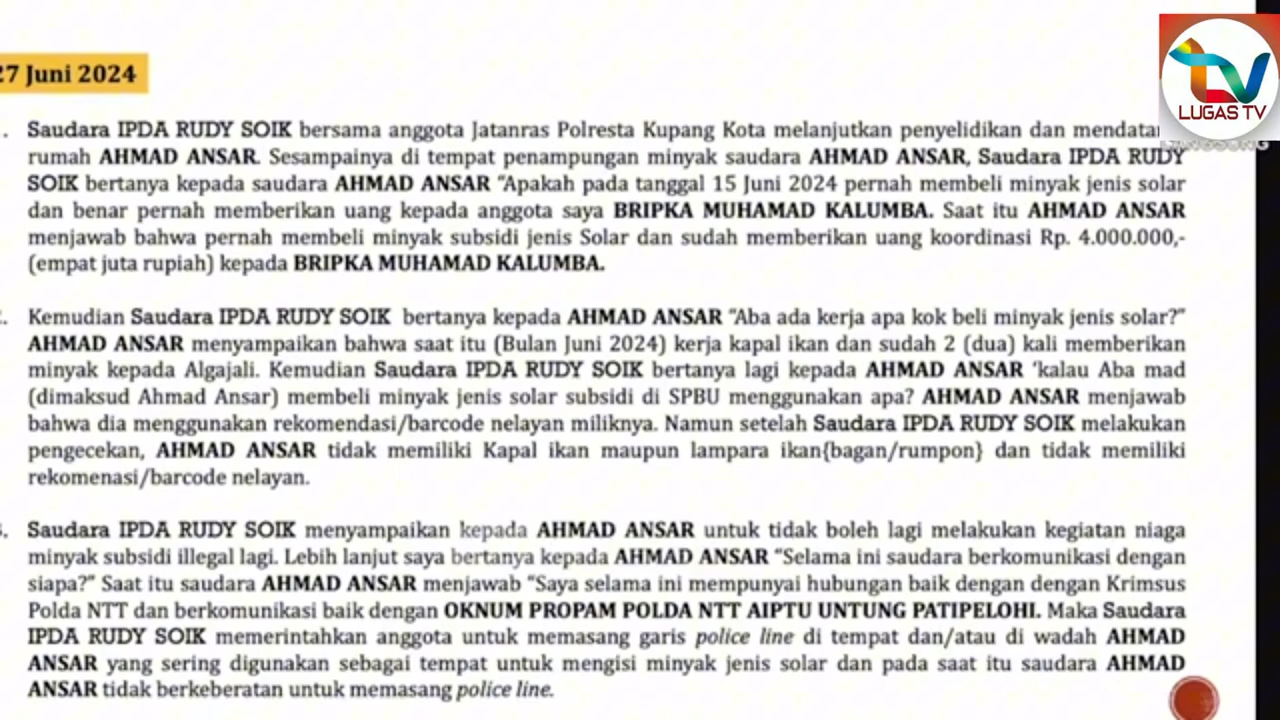 27 Juni 2024
LUGAS TV
Saudara IPDA RUDY SOIK bersama anggota Jatanras Polresta Kupang Kota melanjutkan penyelidikan dan
rumah AHMAD ANSAR. Sesampainya di tempat penampungan minyak saudara AHMAD ANSAR, Saudara IPDA RUDY
SOIK bertanya kepada saudara AHMAD ANSAR "Apakah pada tanggal 15 Juni 2024 pernah membeli minyak jenis solar
dan benar pernah memberikan uang kepada anggota saya BRIPKA MUHAMAD KALUMBA. Saat itu AHMAD ANSAR
menjawab bahwa pernah membeli minyak subsidi jenis Solar dan sudah memberikan uang koordinasi Rp. 4.000.000,-
(empat juta rupiah) kepada BRIPKA MUHAMAD KALUMBA.
Kemudian Saudara IPDA RUDY SOIK bertanya kepada AHMAD ANSAR "Aba ada kerja apa kok beli minyak jenis solar?"
AHMAD ANSAR menyampaikan bahwa saat itu (Bulan Juni 2024) kerja kapal ikan dan sudah 2 (dua) kali memberikan
minyak kepada Algajali. Kemudian Saudara IPDA RUDY SOIK bertanya lagi kepada AHMAD ANSAR 'kalau Aba mad
(dimaksud Ahmad Ansar) membeli minyak jenis solar subsidi di SPBU menggunakan apa? AHMAD ANSAR menjawab
bahwa dia menggunakan rekomendasi/barcode nelayan miliknya. Namun setelah Saudara IPDA RUDY SOIK melakukan
pengecekan, AHMAD ANSAR tidak memiliki Kapal ikan maupun lampara ikan{bagan/rumpon} dan tidak memiliki
rekomenasi/barcode nelayan.
Saudara IPDA RUDY SOIK menyampaikan kepada AHMAD ANSAR untuk tidak boleh lagi melakukan kegiatan niaga
minyak subsidi illegal lagi. Lebih lanjut saya bertanya kepada AHMAD ANSAR "Selama ini saudara berkomunikasi dengan
siapa?" Saat itu saudara AHMAD ANSAR menjawab "Saya selama ini mempunyai hubungan baik dengan dengan Krimsus
Polda NTT dan berkomunikasi baik dengan OKNUM PROPAM POLDA NTT AIPTU UNTUNG PATIPELOHI. Maka Saudara
IPDA RUDY SOIK memerintahkan anggota untuk memasang garis police line di tempat dan/atau di wadah AHMAD
ANSAR yang sering digunakan sebagai tempat untuk mengisi minyak jenis solar dan pada saat itu saudara AHMAD
ANSAR tidak berkeberatan untuk memasang police line.